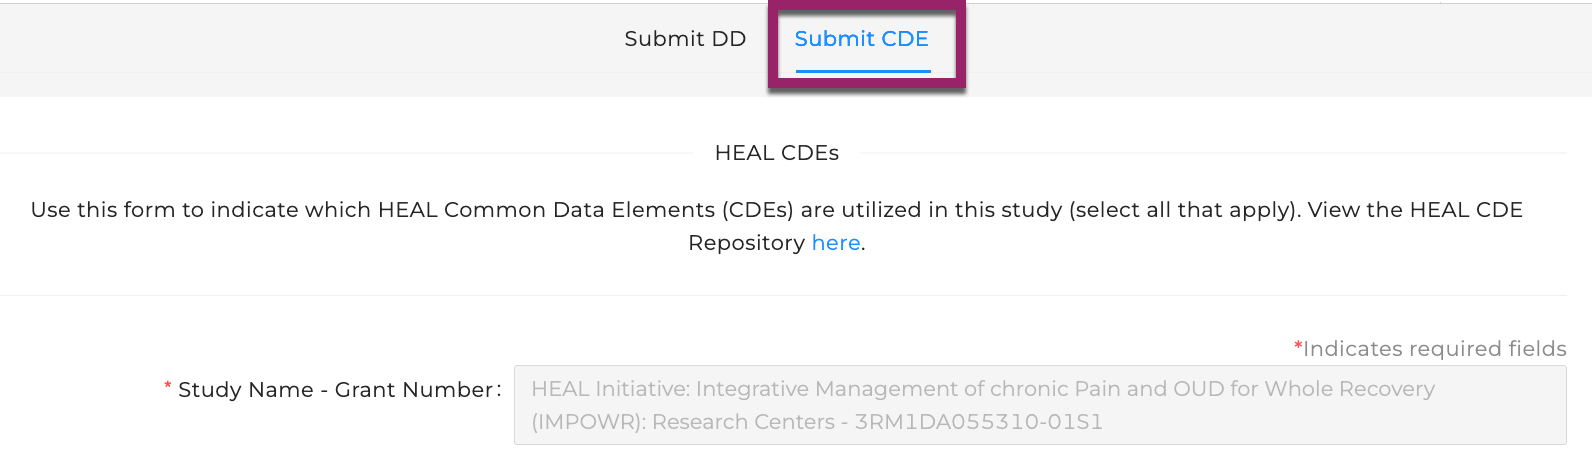 Submit DD Submit CDE
HEAL CDEs
Use this form to indicate which HEAL Common Data Elements (CDEs) are utilized in this study (select all that apply). View the HEAL CDE
Repository here.
*Indicates required fields
* Study Name - Grant Number: HEAL Initiative: Integrative Management of chronic Pain and OUD for Whole Recovery
(IMPOWR): Research Centers - 3RM1DA055310-01S1